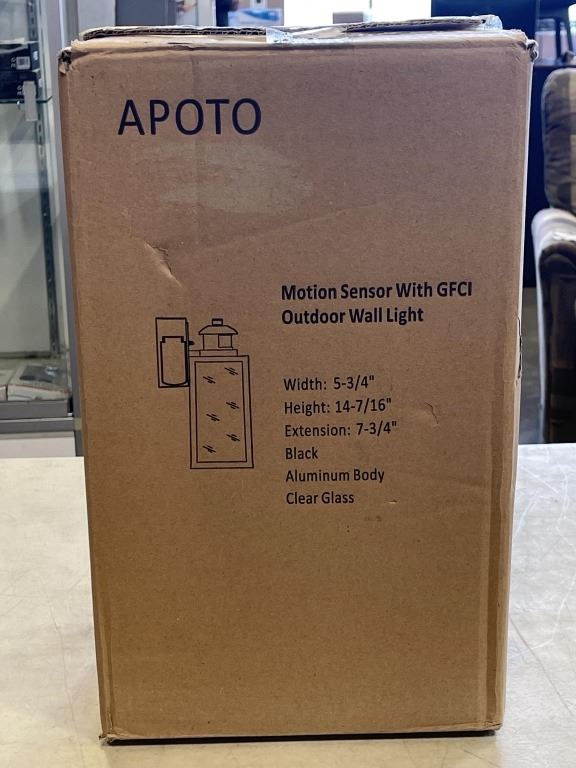 APOTO
Motion Sensor With GFCI
Outdoor Wall Light
Width: 5-3/4"
Height: 14-7/16"
Extension: 7-3/4"
Black
Aluminum Body
Clear Glass